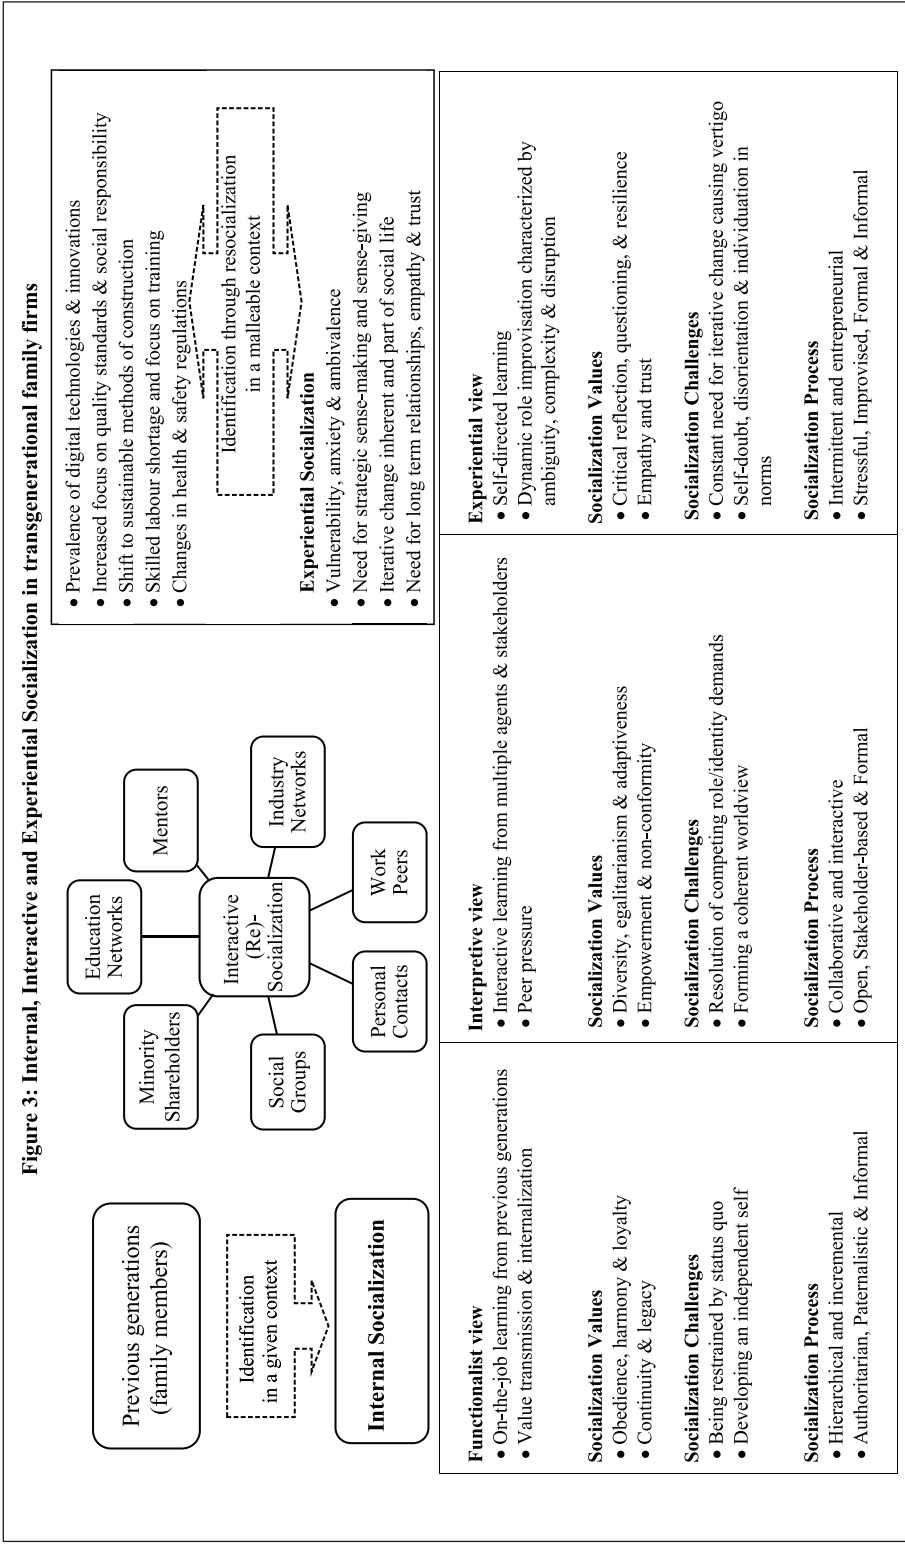 Figure 3: Internal, Interactive and Experiential Socialization in transgenerational family firms
Previous generations
(family members)
Identification
in a given context
Internal Socialization
Minority
Shareholders
Education
Networks
Mentors
Social
Groups
Interactive
(Re)-
Socialization
Industry
Networks
Personal
Contacts
Work
Peers
• Prevalence of digital technologies & innovations
• Increased focus on quality standards & social responsibility
• Shift to sustainable methods of construction
• Skilled labour shortage and focus on training
• Changes in health & safety regulations
Identification through resocialization
in a malleable context
Experiential Socialization
• Vulnerability, anxiety & ambivalence
• Need for strategic sense-making and sense-giving
• Iterative change inherent and part of social life
• Need for long term relationships, empathy & trust
Functionalist view
• On-the-job learning from previous generations
• Value transmission & internalization
Socialization Values
• Obedience, harmony & loyalty
• Continuity & legacy
Socialization Challenges
• Being restrained by status quo
• Developing an independent self
Socialization Process
• Hierarchical and incremental
• Authoritarian, Paternalistic & Informal
Interpretive view
• Interactive learning from multiple agents & stakeholders
• Peer pressure
Socialization Values
• Diversity, egalitarianism & adaptiveness
• Empowerment & non-conformity
Socialization Challenges
• Resolution of competing role/identity demands
• Forming a coherent worldview
Socialization Process
• Collaborative and interactive
• Open, Stakeholder-based & Formal
Experiential view
• Self-directed learning
• Dynamic role improvisation characterized by
ambiguity, complexity & disruption
Socialization Values
• Critical reflection, questioning, & resilience
• Empathy and trust
Socialization Challenges
• Constant need for iterative change causing vertigo
• Self-doubt, disorientation & individuation in
norms
Socialization Process
• Intermittent and entrepreneurial
• Stressful, Improvised, Formal & Informal